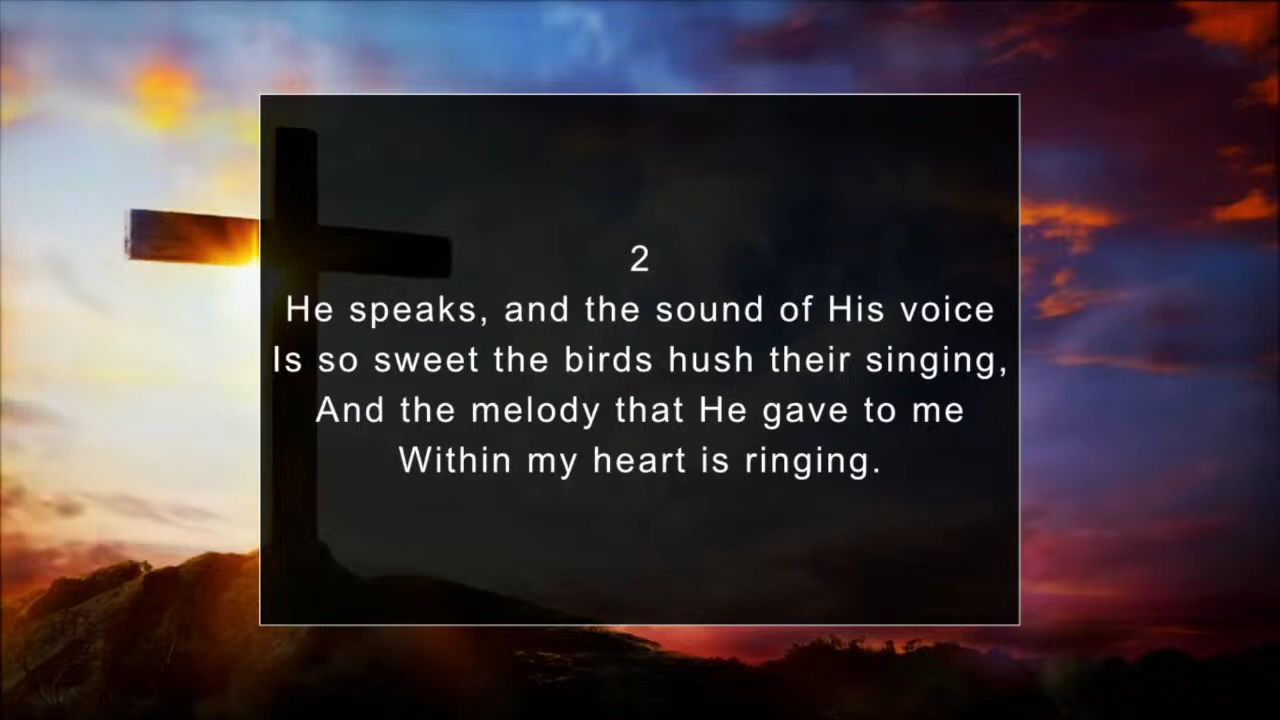 2
He speaks, and the sound of His voice
Is so sweet the birds hush their singing,
And the melody that He gave to me
Within my heart is ringing.